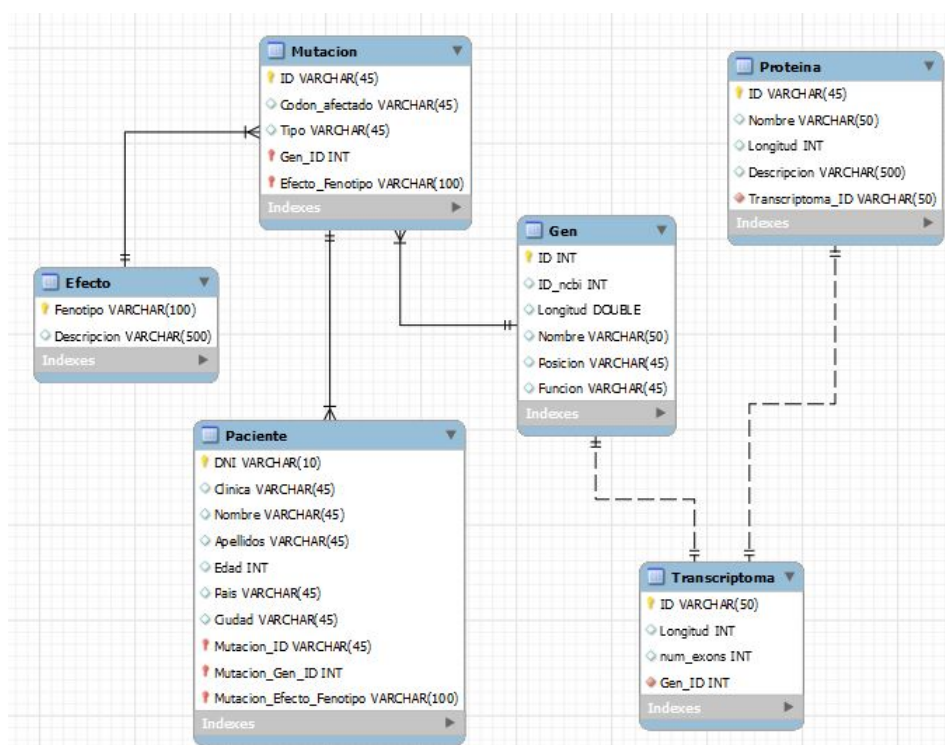 Mutacion
ID VARCHAR(45)
Codon_afectado VARCHAR(45)
Tipo VARCHAR(45)
Gen_ID INT
Efecto_Fenotipo VARCHAR(100)
Indexes
Proteina
ID VARCHAR(45)
Nombre VARCHAR(50)
Longitud INT
Descripcion VARCHAR(500)
Transcriptoma_ID VARCHAR(50)
Indexes
Efecto
Fenotipo VARCHAR(100)
Descripcion VARCHAR(500)
Indexes
Gen
ID INT
ID_ncbi INT
Longitud DOUBLE
Nombre VARCHAR(50)
Posicion VARCHAR(45)
Funcion VARCHAR(45)
Indexes
Paciente
DNI VARCHAR(10)
Clinica VARCHAR(45)
Nombre VARCHAR(45)
Apellidos VARCHAR(45)
Edad INT
Pais VARCHAR(45)
Ciudad VARCHAR(45)
Mutacion_ID VARCHAR(45)
Mutacion_Gen_ID INT
Mutacion_Efecto_Fenotipo VARCHAR(100)
Indexes
Transcriptoma
ID VARCHAR(50)
Longitud INT
num_exons INT
Gen_ID INT
Indexes